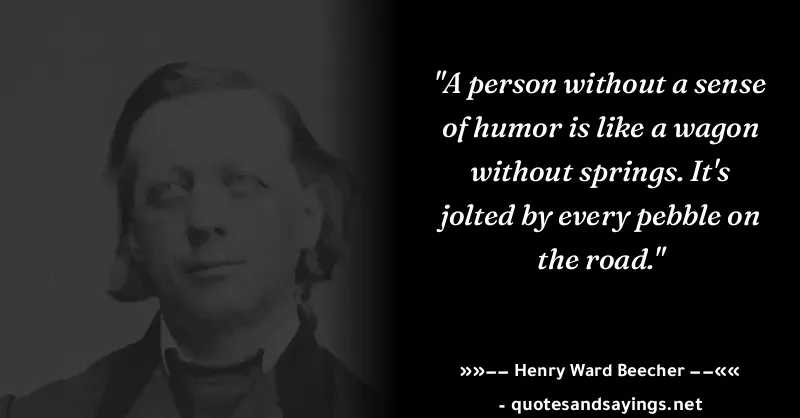 "A person without a sense
of humor is like a wagon
without springs. It's
jolted by every pebble on
the road."
»»−− Henry Ward Beecher −−««
- quotesandsayings.net